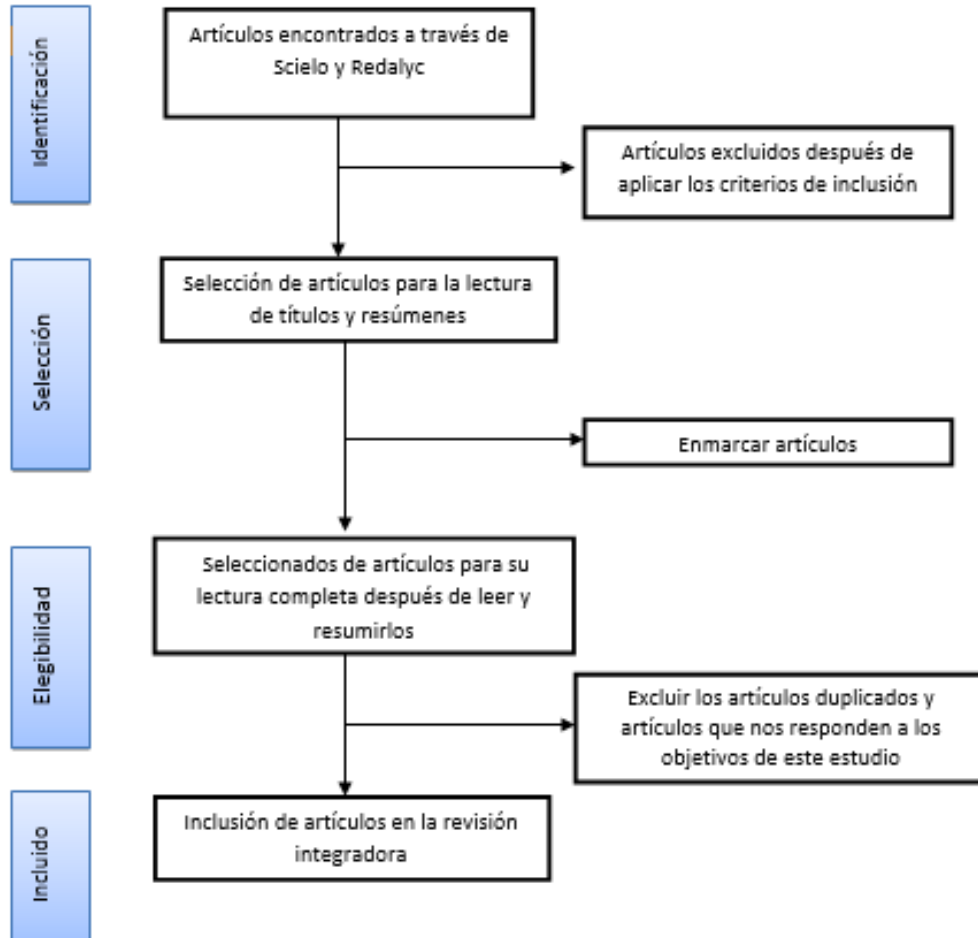 Identificación
Artículos encontrados a través de
Scielo y Redalyc
Artículos excluidos después de
aplicar los criterios de inclusión
Selección
Selección de artículos para la lectura
de títulos y resúmenes
Enmarcar artículos
Elegibilidad
Seleccionados de artículos para su
lectura completa después de leer y
resumirlos
Excluir los artículos duplicados y
artículos que nos responden a los
objetivos de este estudio
Incluido
Inclusión de artículos en la revisión
integradora